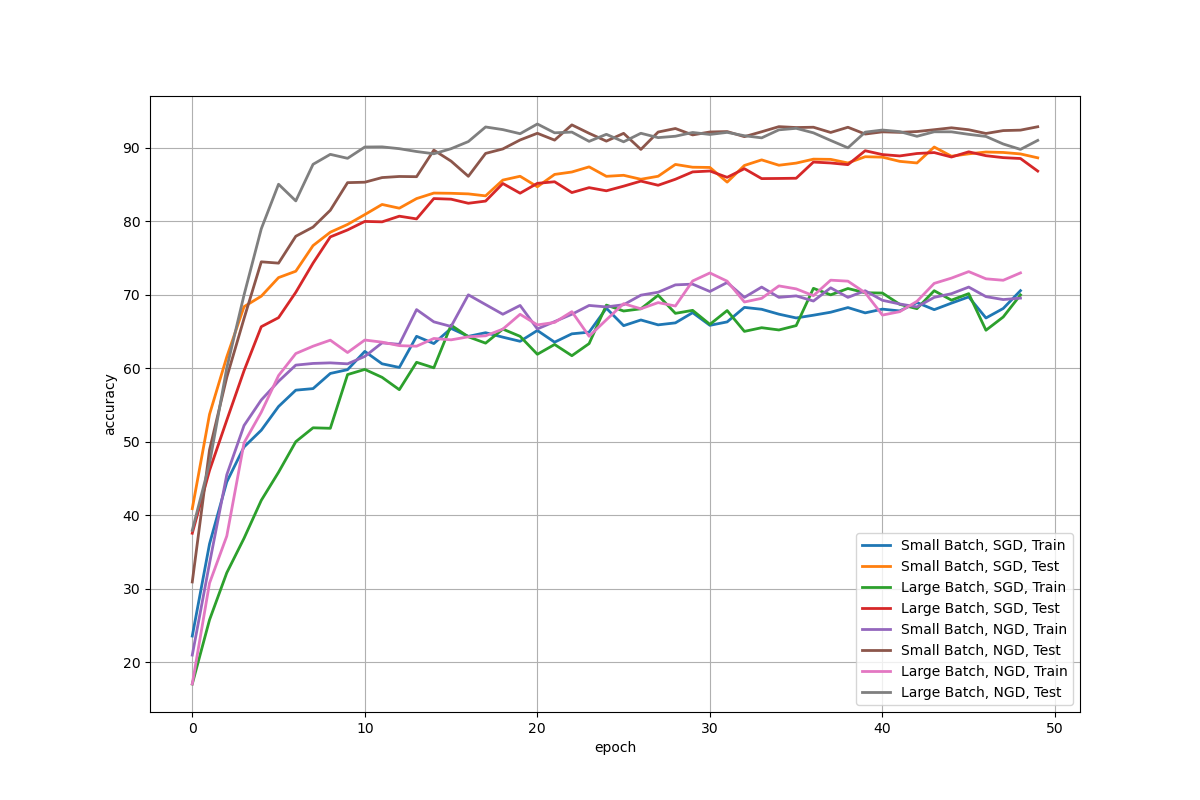 90
80
70
60
50
40
30
20
accuracy
0
10
20
30
40
50
epoch
Small Batch, SGD, Train
Small Batch, SGD, Test
Large Batch, SGD, Train
Large Batch, SGD, Test
Small Batch, NGD, Train
Small Batch, NGD, Test
Large Batch, NGD, Train
Large Batch, NGD, Test